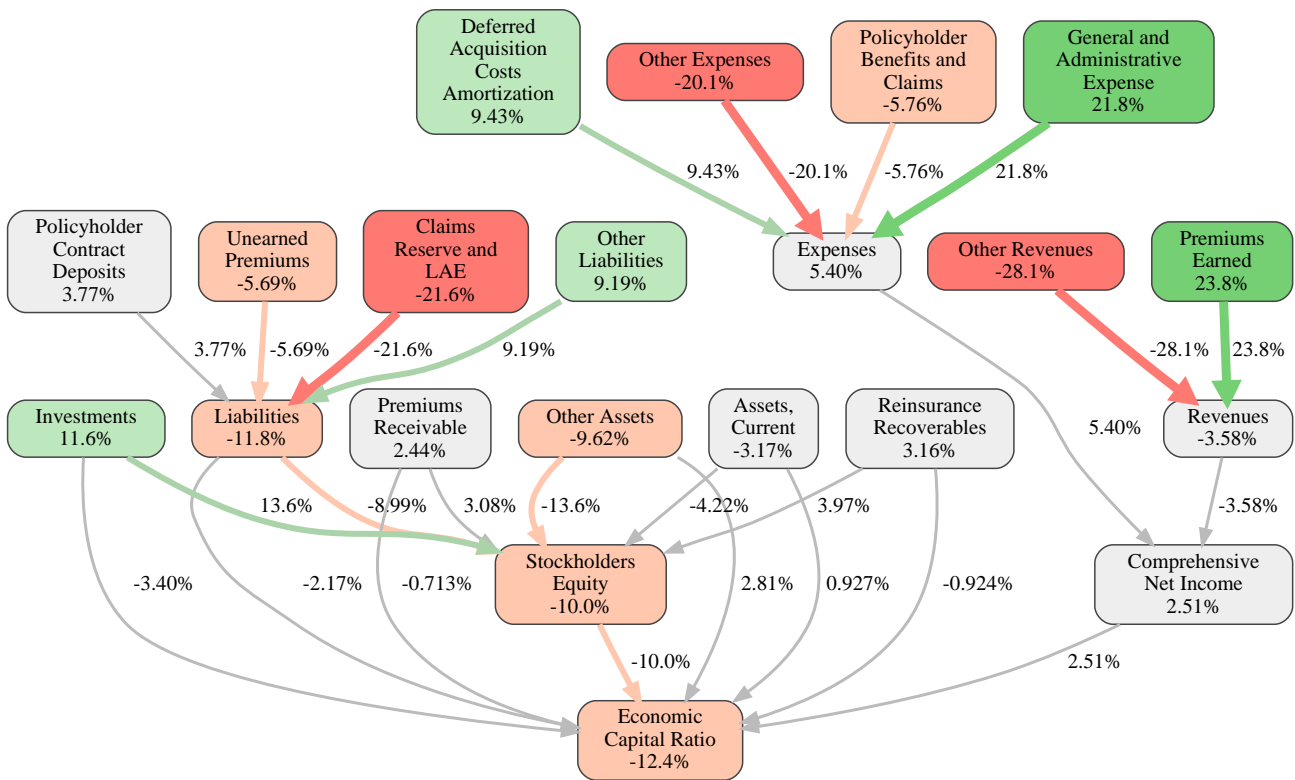 Deferred
Acquisition
Costs
Amortization
9.43%
Other Expenses
-20.1%
Policyholder
Benefits and
Claims
-5.76%
General and
Administrative
Expense
21.8%
9.43%
-20.1%
-5.76%
21.8%
Policyholder
Contract
Deposits
3.77%
Unearned
Premiums
-5.69%
Claims
Reserve and
LAE
-21.6%
Other
Liabilities
9.19%
Expenses
5.40%
Other Revenues
-28.1%
Premiums
Earned
23.8%
3.77%
-5.69%
-21.6%
9.19%
-28.1%
23.8%
Investments
11.6%
Liabilities
-11.8%
Premiums
Receivable
2.44%
Other Assets
-9.62%
Assets,
Current
-3.17%
Reinsurance
Recoverables
3.16%
5.40%
Revenues
-3.58%
13.6%
-8.99%
3.08%
-13.6%
-4.22%
3.97%
-3.58%
-3.40%
-2.17%
-0.713%
Stockholders
Equity
-10.0%
2.81%
0.927%
-0.924%
Comprehensive
Net Income
2.51%
-10.0%
2.51%
Economic
Capital Ratio
-12.4%